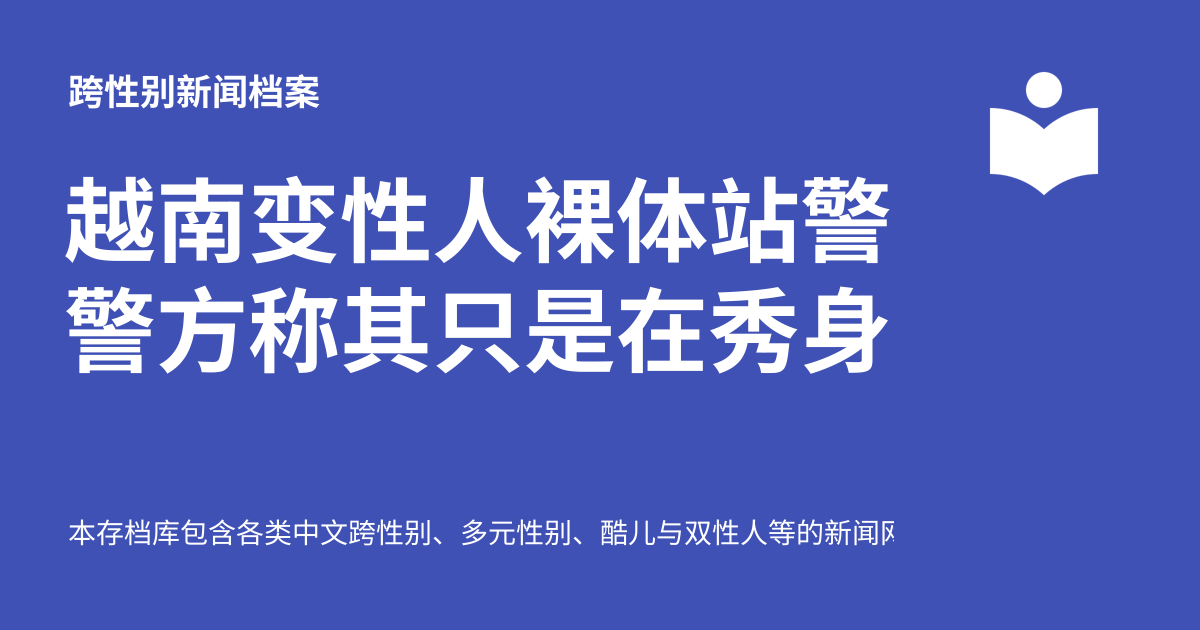 跨性别新闻档案
越南变性人裸体站警
警方称其只是在秀身
本存档库包含各类中文跨性别、多元性别、酷儿与双性人等的新闻网